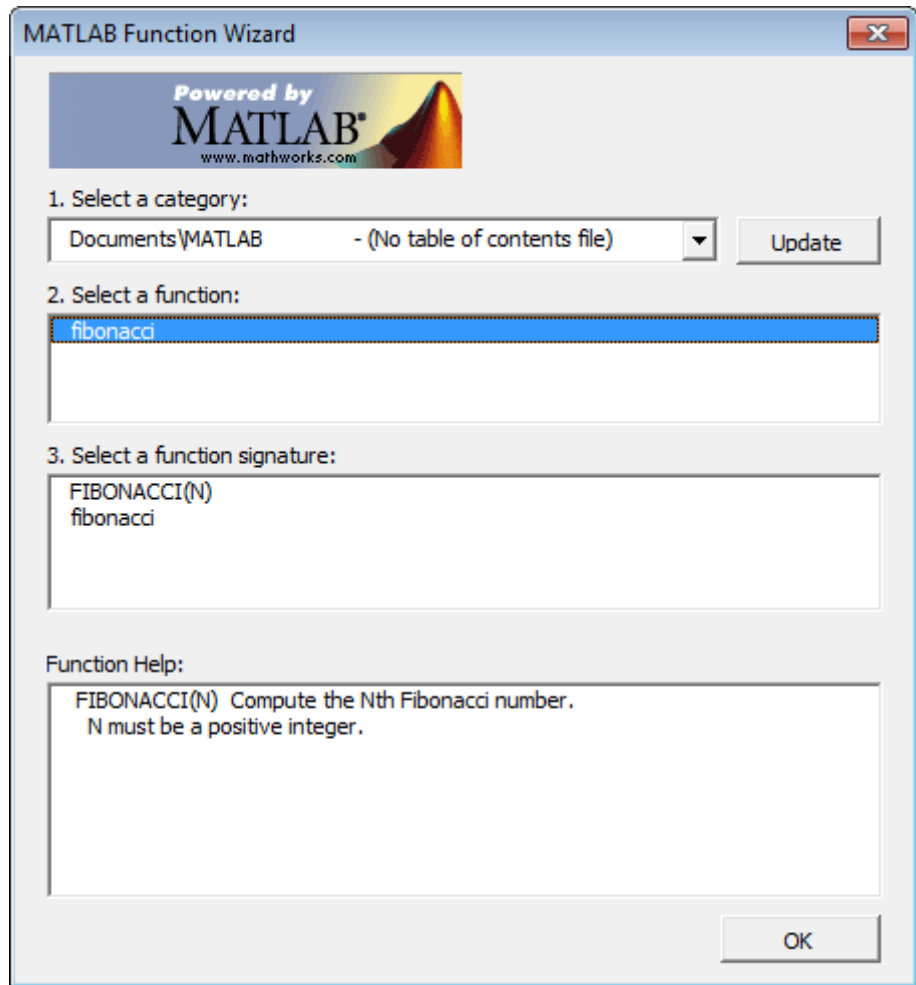 MATLAB Function Wizard
Powered by
MATLAB®
www.mathworks.com
1. Select a category:
Documents\MATLAB - (No table of contents file)
Update
2. Select a function:
fibonacci
3. Select a function signature:
FIBONACCI(N)
fibonacci
Function Help:
FIBONACCI(N) Compute the Nth Fibonacci number.
N must be a positive integer.
OK